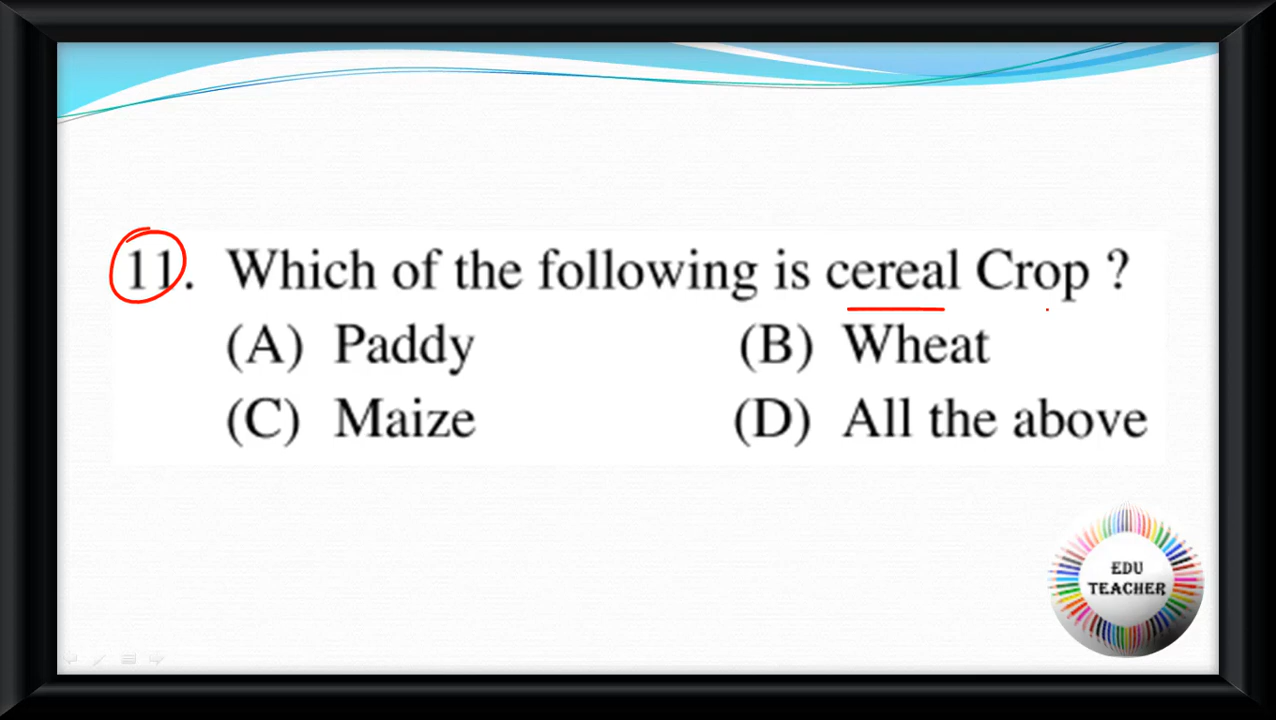 11. Which of the following is cereal Crop ?
(A) Paddy (B) Wheat
(C) Maize (D) All the above
EDU
TEACHER